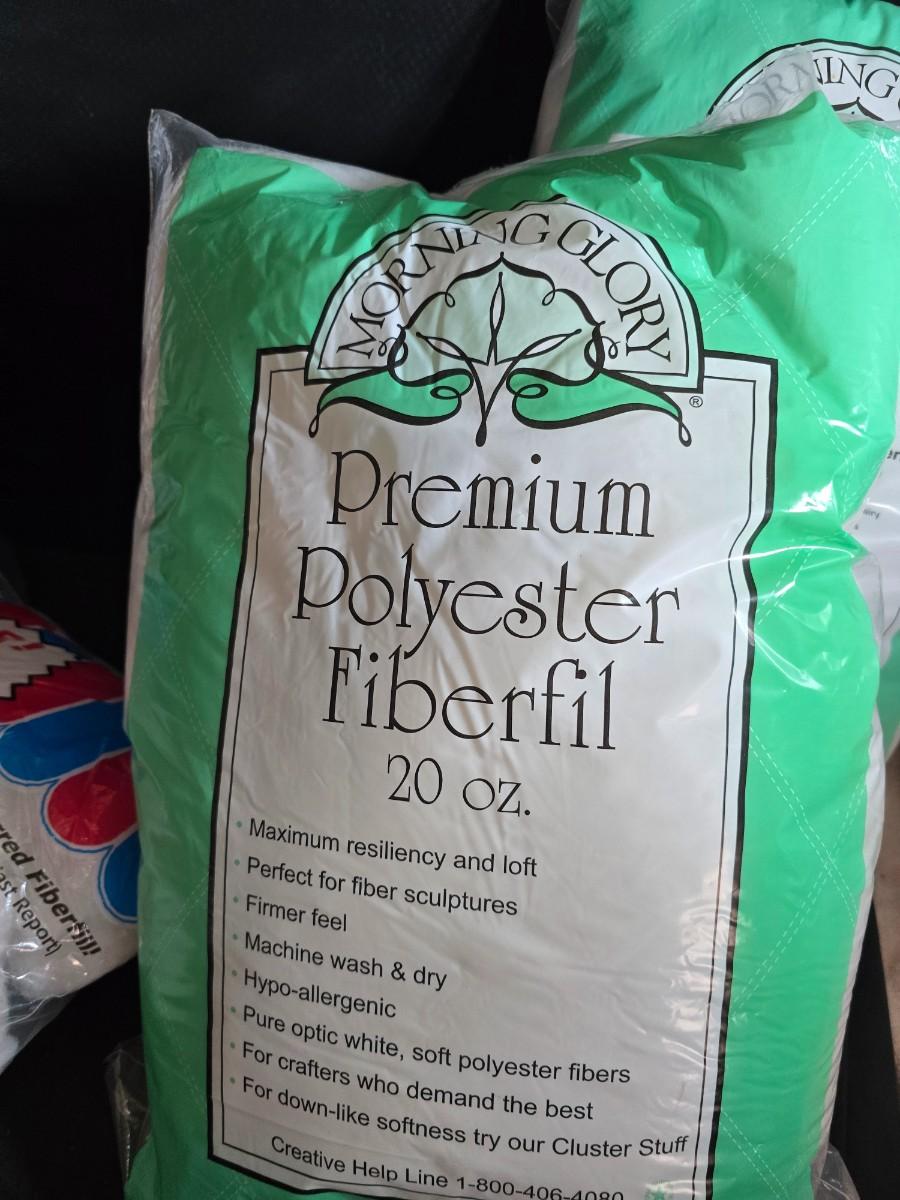 MORNING GLORY
®
Premium
Polyester
Fiberfil
20 oz.
• Maximum resiliency and loft
• Perfect for fiber sculptures
• Firmer feel
• Machine wash & dry
• Hypo-allergenic
• Pure optic white, soft polyester fibers
• For crafters who demand the best
• For down-like softness try our Cluster Stuff
Creative Help Line 1-800-406-4080
MORNING
Fiberfill!
Report)